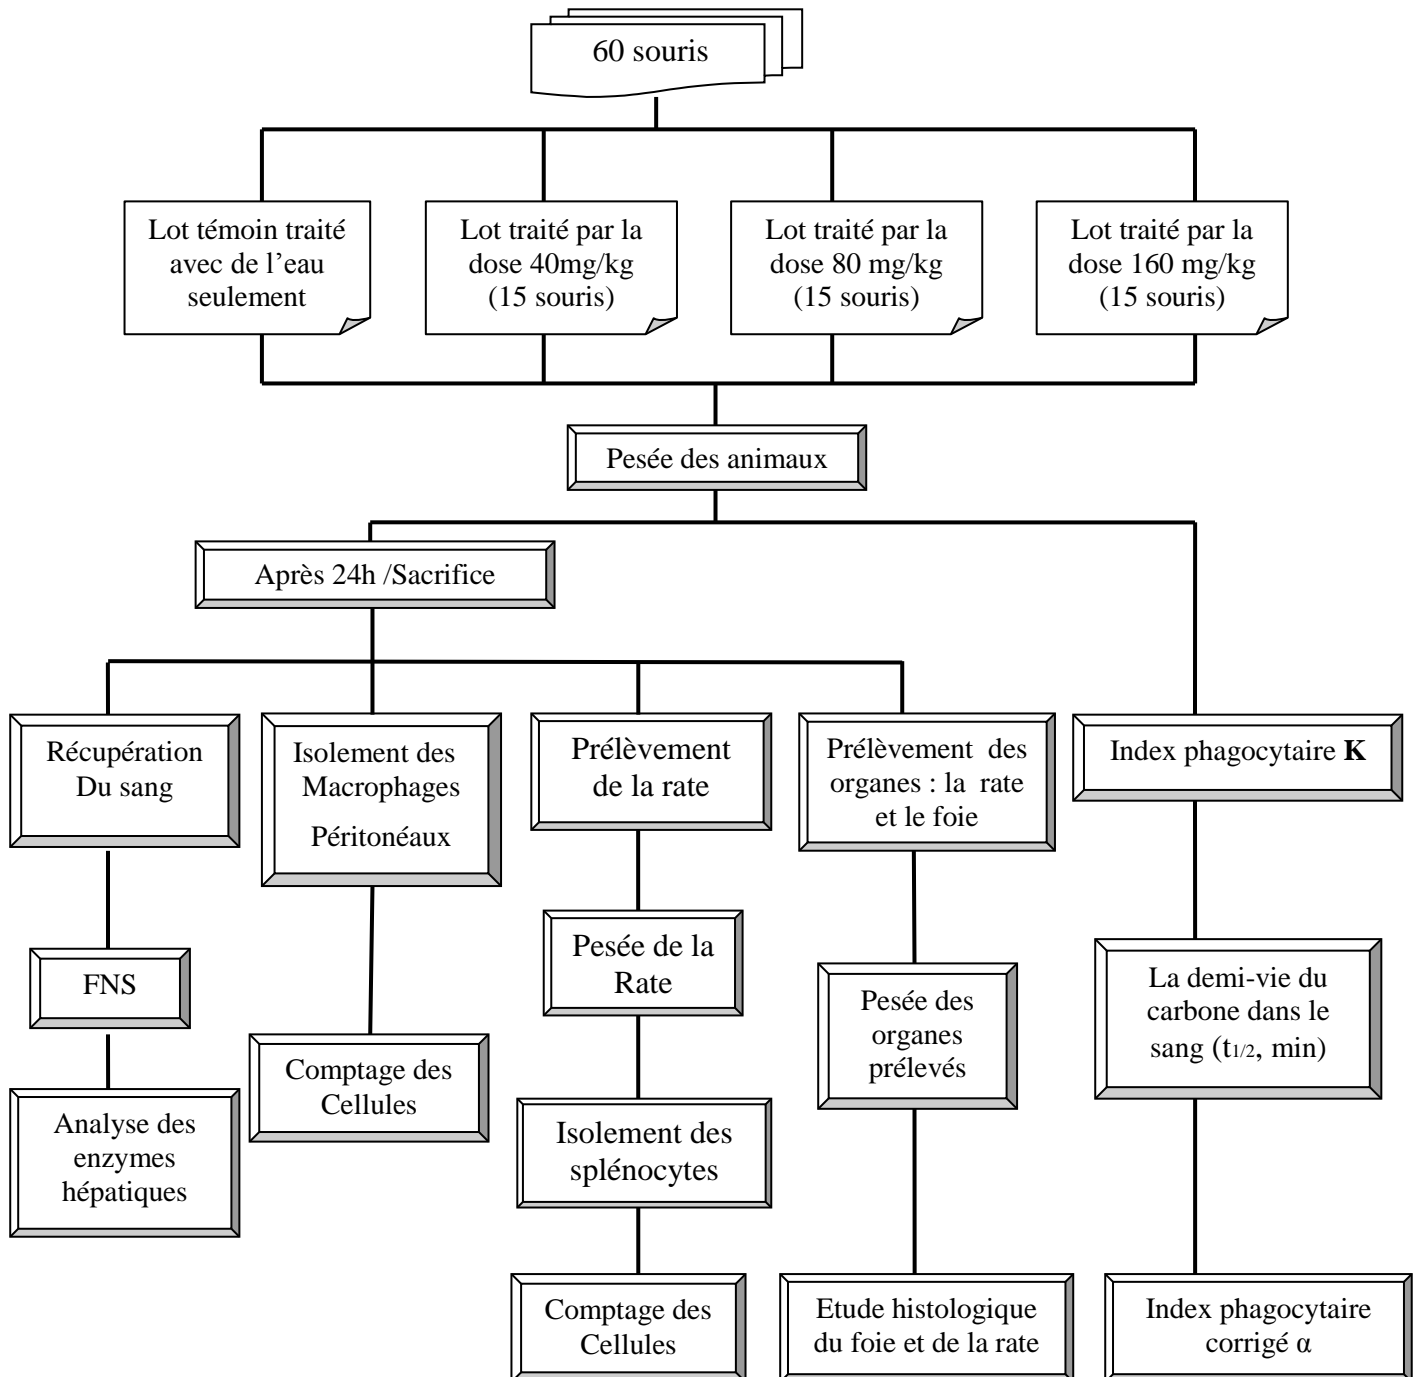 60 souris
Lot témoin traité
avec de l’eau
seulement
Lot traité par la
dose 40mg/kg
(15 souris)
Lot traité par la
dose 80 mg/kg
(15 souris)
Lot traité par la
dose 160 mg/kg
(15 souris)
Pesée des animaux
Après 24h /Sacrifice
Récupération
Du sang
Isolement des
Macrophages
Péritonéaux
Prélèvement
de la rate
Prélèvement des
organes : la rate
et le foie
Index phagocytaire K
FNS
Pesée de la
Rate
Pesée des
organes
prélevés
La demi-vie du
carbone dans le
sang (t1/2, min)
Analyse des
enzymes
hépatiques
Comptage des
Cellules
Isolement des
splénocytes
Comptage des
Cellules
Etude histologique
du foie et de la rate
Index phagocytaire
corrigé α